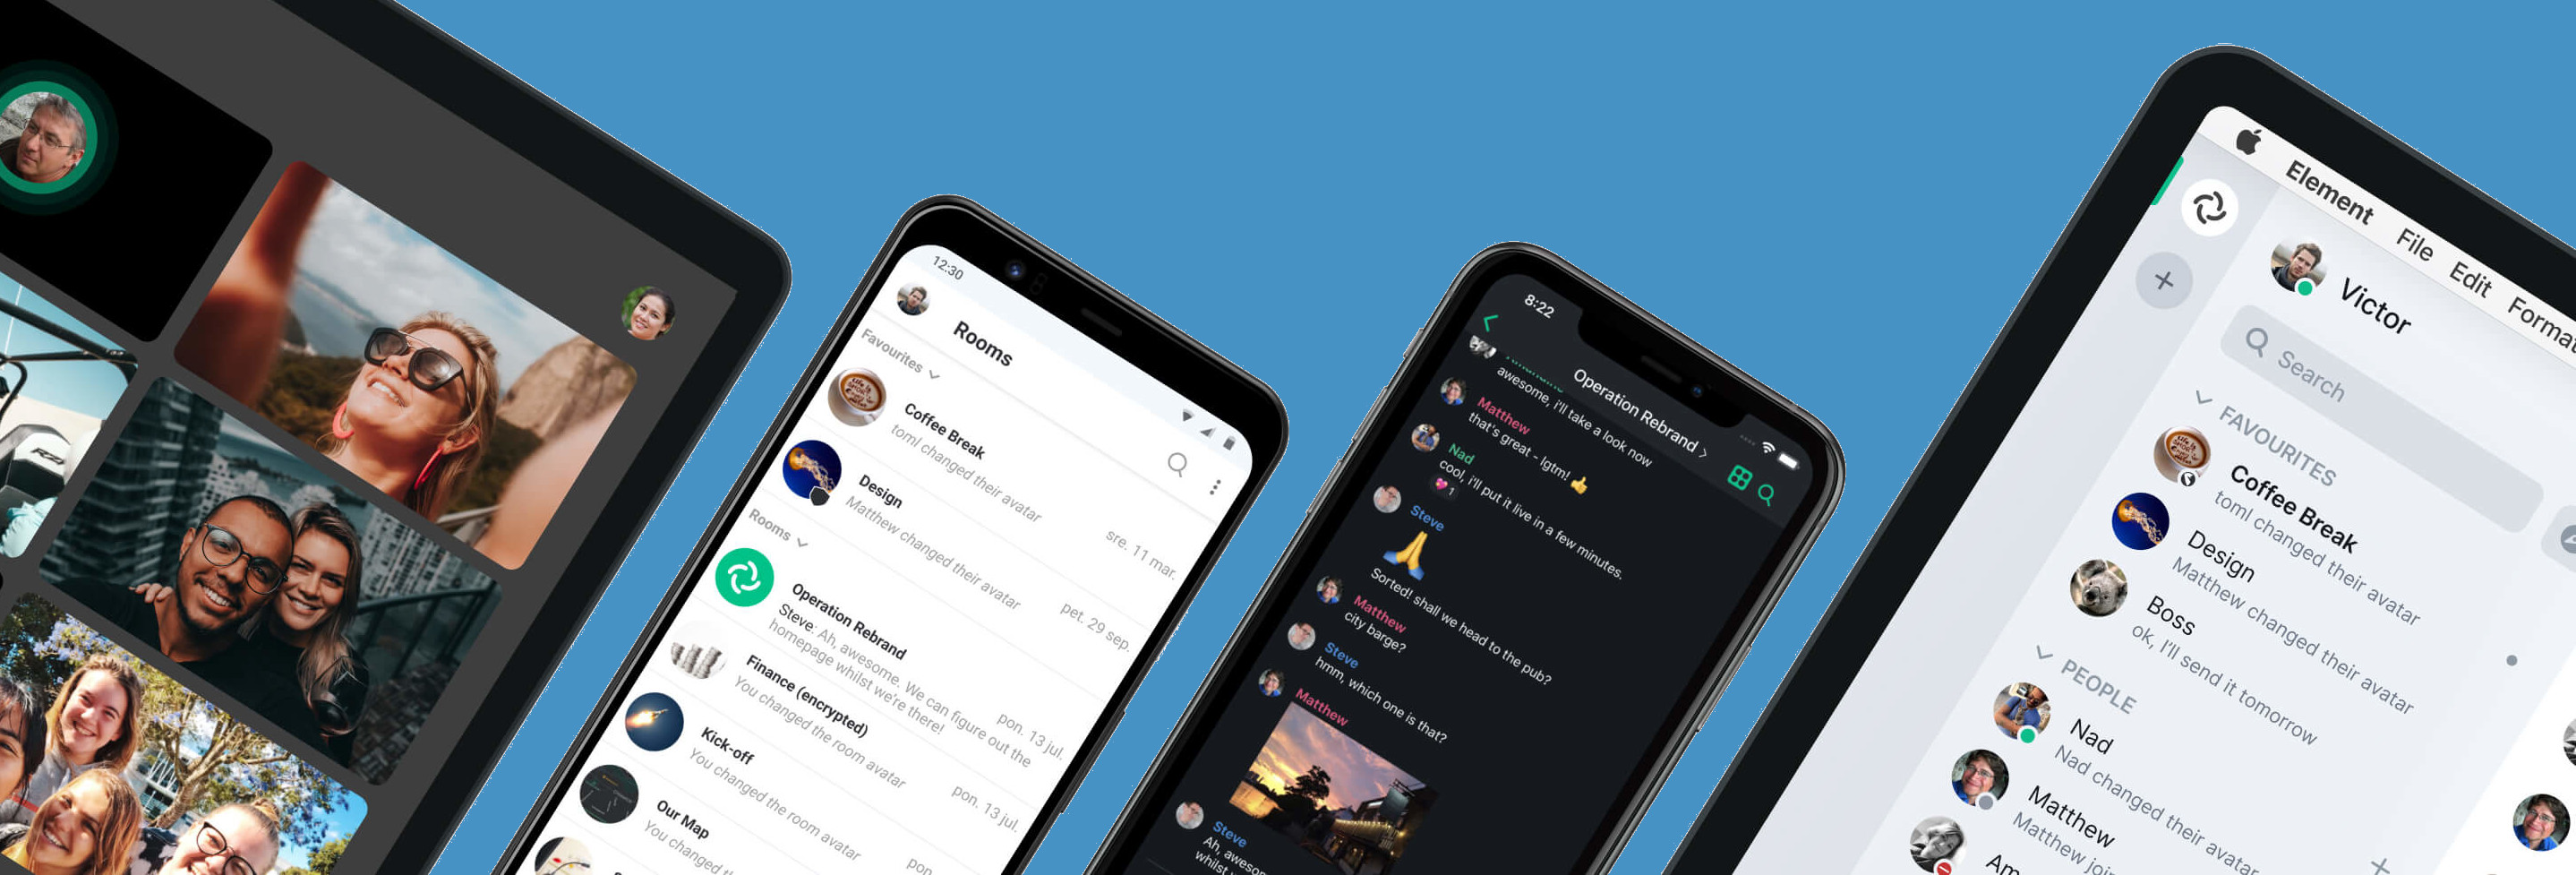 RZR
12:30
Rooms
Favourites
Coffee Break
toml changed their avatar
sre. 11 mar.
Design
Matthew changed their avatar
pet. 29 sep.
Rooms
Operation Rebrand
Steve: Ah, awesome. We can figure out the
homepage whilst we're there!
pon. 13 jul.
Finance (encrypted)
You changed the room avatar
pon. 13 jul.
Kick-off
You changed the room avatar
pon.
Our Map
You changed
8:22
Operation Rebrand
awesome, i'll take a look now
Matthew
that's great - lgtm! 👍
Nad
cool, i'll put it live in a few minutes.
💖 1
Steve
🙏
Sorted! shall we head to the pub?
Matthew
city barge?
Steve
hmm, which one is that?
Matthew
Steve
Ah, aweso
whilst
Element File Edit Format
Victor
Search
FAVOURITES
Coffee Break
toml changed their avatar
Design
Matthew changed their avatar
Boss
ok, I'll send it tomorrow
PEOPLE
Nad
Nad changed their avatar
Matthew
Matthew join
Am